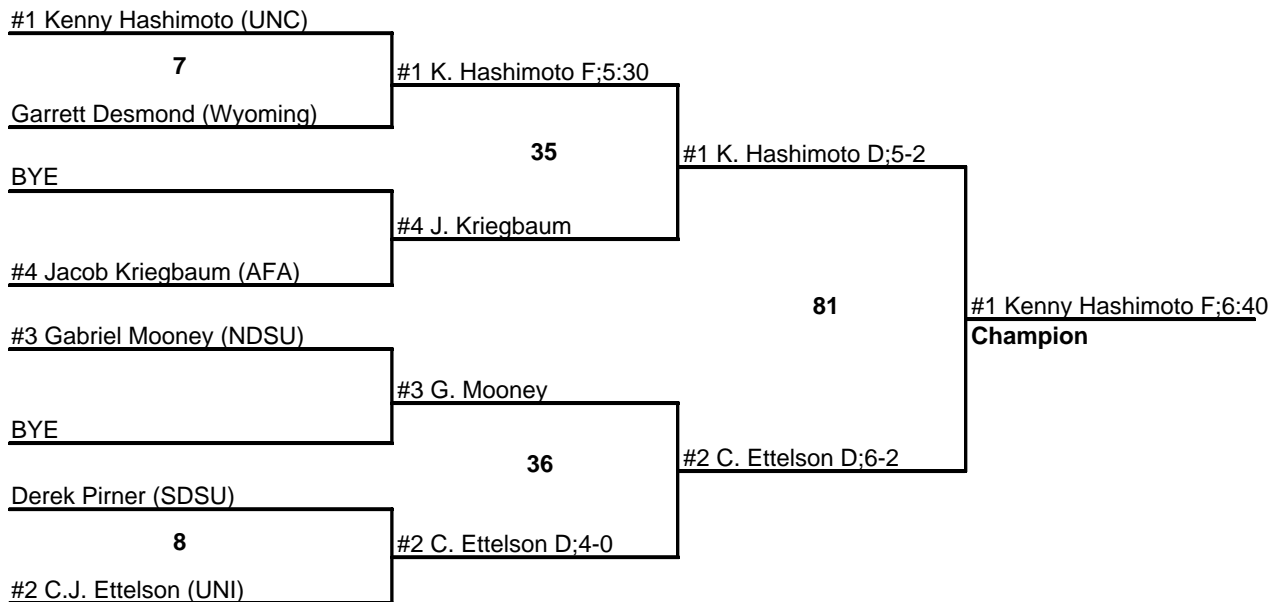 #1 Kenny Hashimoto (UNC)
7
#1 K. Hashimoto F;5:30
Garrett Desmond (Wyoming)
35
#1 K. Hashimoto D;5-2
BYE
#4 J. Kriegbaum
#4 Jacob Kriegbaum (AFA)
81
#1 Kenny Hashimoto F;6:40
Champion
#3 Gabriel Mooney (NDSU)
#3 G. Mooney
BYE
36
#2 C. Ettelson D;6-2
Derek Pirner (SDSU)
8
#2 C. Ettelson D;4-0
#2 C.J. Ettelson (UNI)